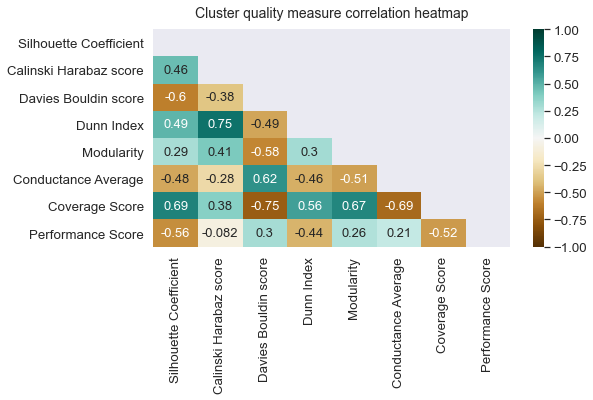 Cluster quality measure correlation heatmap
Silhouette Coefficient
Calinski Harabaz score 0.46
Davies Bouldin score -0.6 -0.38
Dunn Index 0.49 0.75 -0.49
Modularity 0.29 0.41 -0.58 0.3
Conductance Average -0.48 -0.28 0.62 -0.46 -0.51
Coverage Score 0.69 0.38 -0.75 0.56 0.67 -0.69
Performance Score -0.56 -0.082 0.3 -0.44 0.26 0.21 -0.52
Silhouette Coefficient
Calinski Harabaz score
Davies Bouldin score
Dunn Index
Modularity
Conductance Average
Coverage Score
Performance Score
1.00
0.75
0.50
0.25
0.00
−0.25
−0.50
−0.75
−1.00